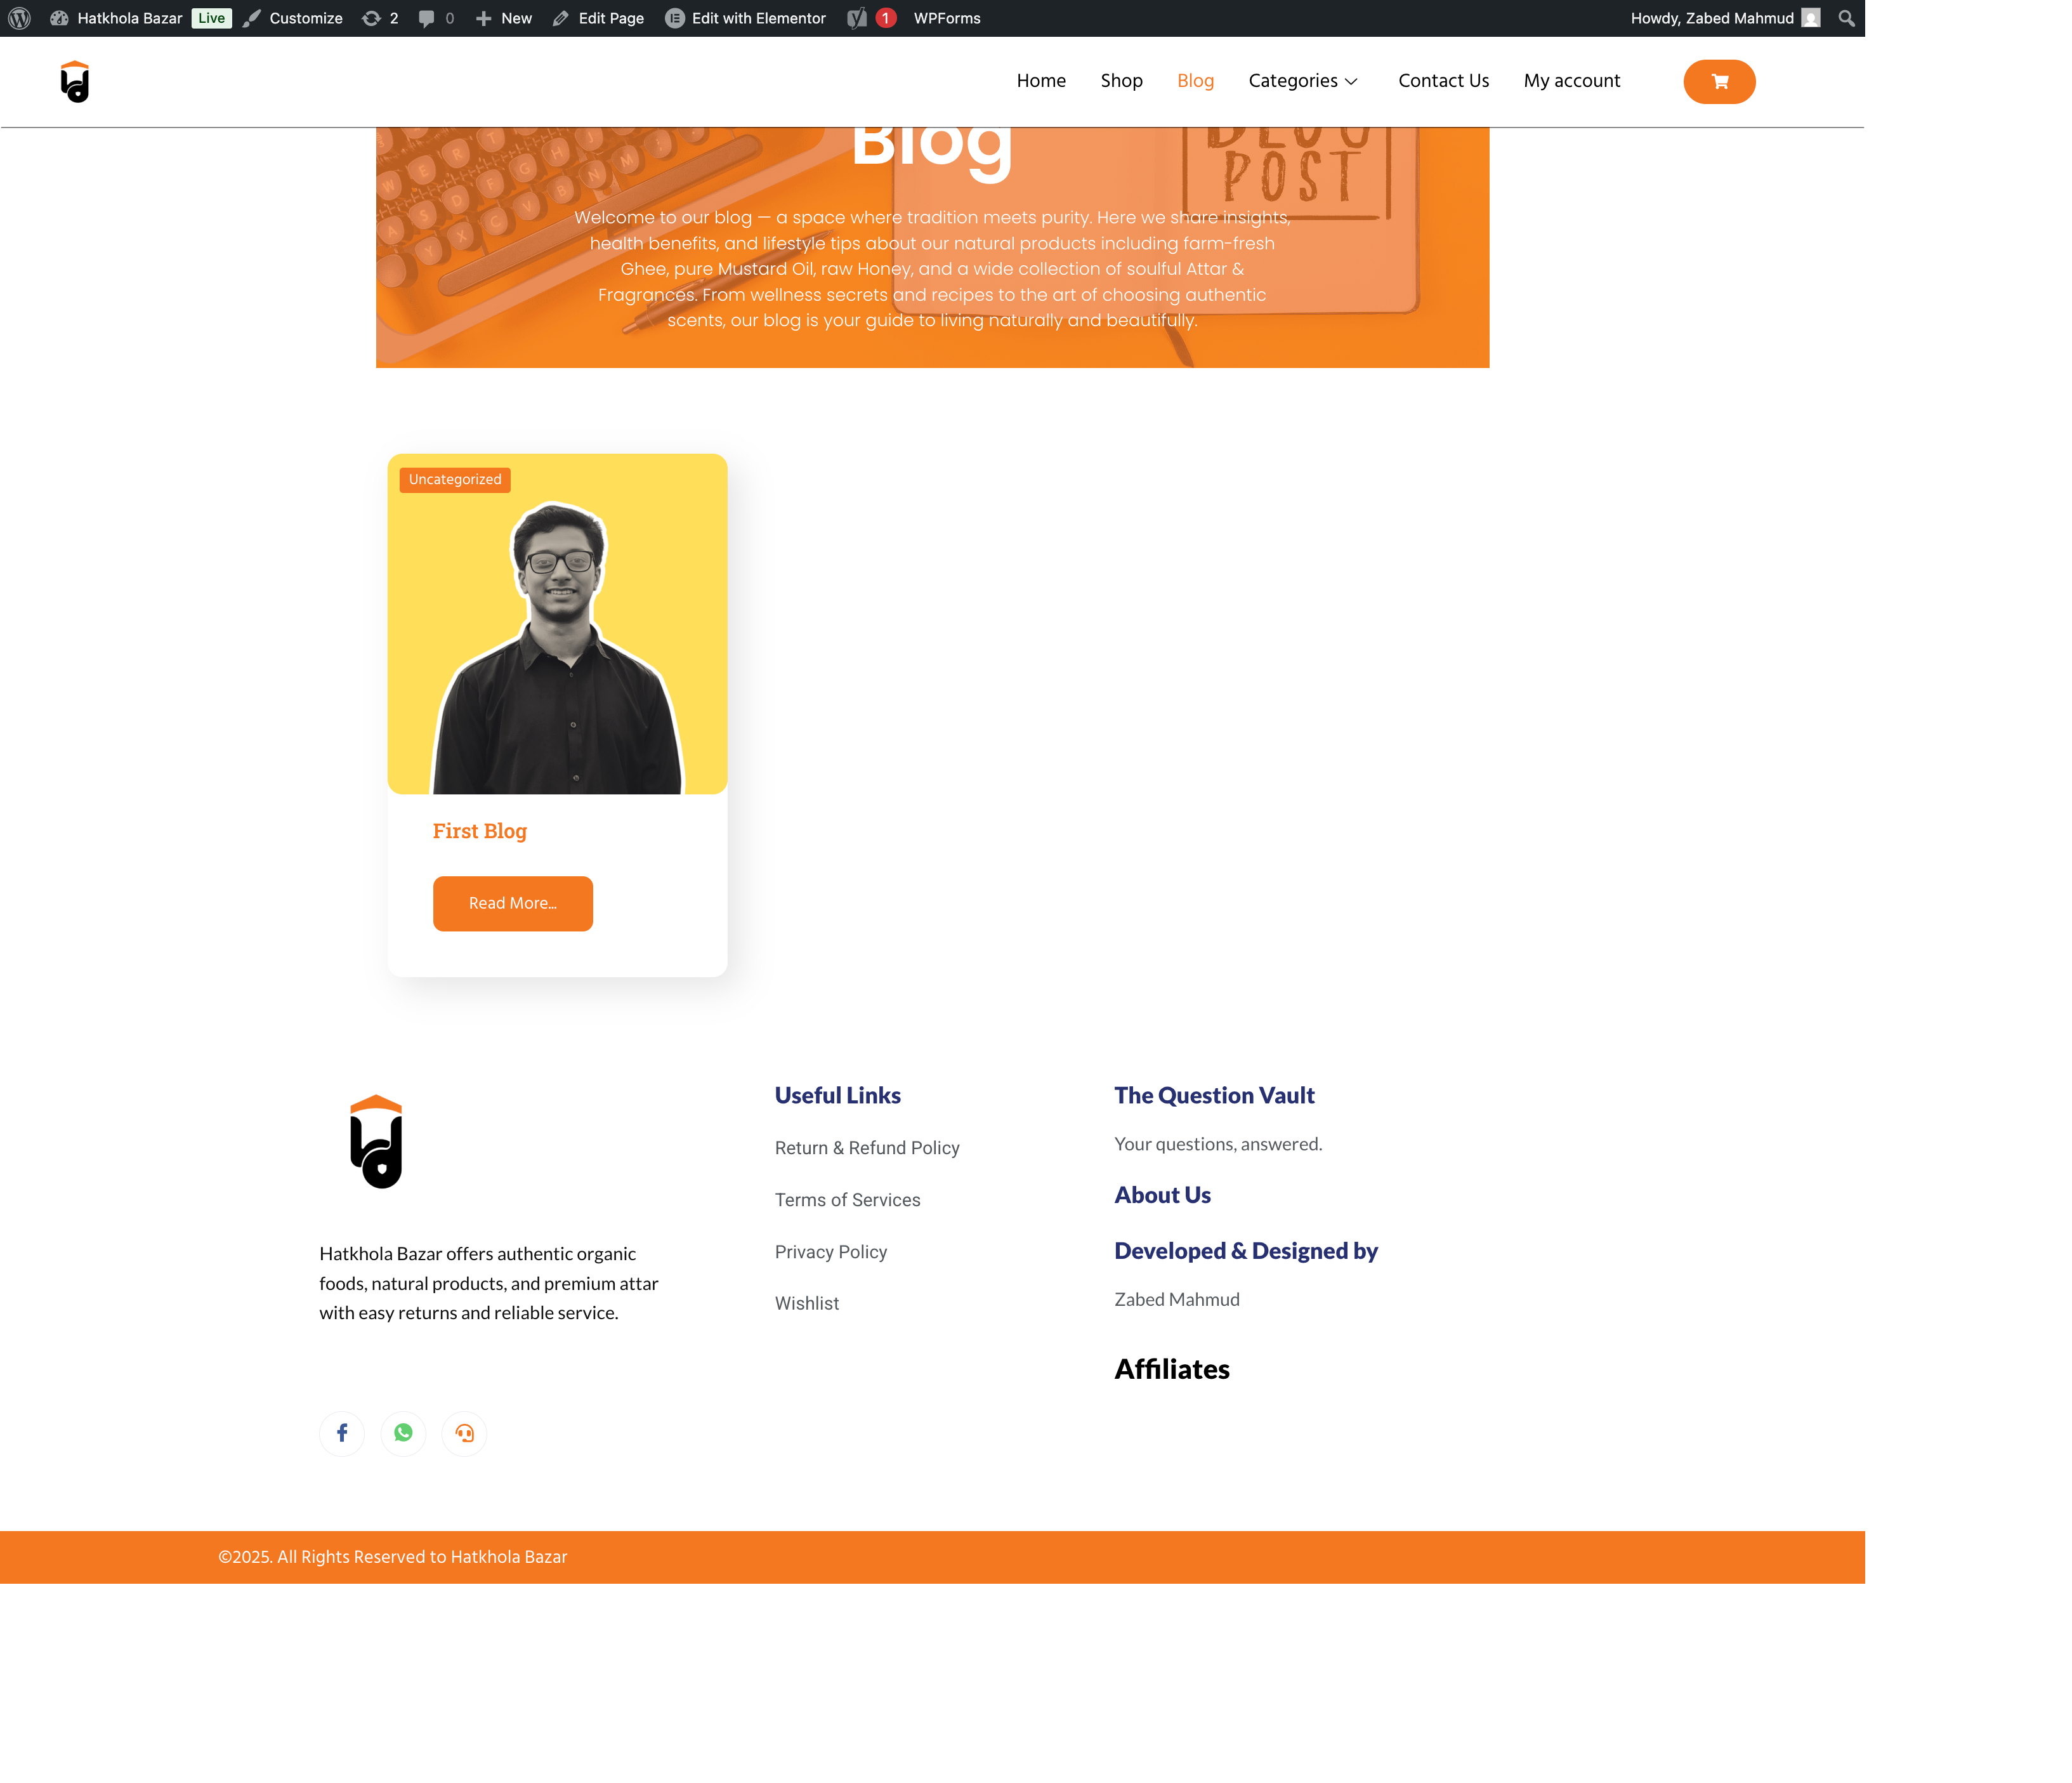 Hatkhola Bazar Live Customize 2 0 New Edit Page Edit with Elementor 1 WPForms Howdy, Zabed Mahmud
Home Shop Blog Categories Contact Us My account
Blog
BLOG
POST
W E R T G H J
A S D F G H J K L
Y X C V B N M
Welcome to our blog — a space where tradition meets purity. Here we share insights,
health benefits, and lifestyle tips about our natural products including farm-fresh
Ghee, pure Mustard Oil, raw Honey, and a wide collection of soulful Attar &
Fragrances. From wellness secrets and recipes to the art of choosing authentic
scents, our blog is your guide to living naturally and beautifully.
Uncategorized
First Blog
Read More...
Hatkhola Bazar offers authentic organic
foods, natural products, and premium attar
with easy returns and reliable service.
Useful Links
Return & Refund Policy
Terms of Services
Privacy Policy
Wishlist
The Question Vault
Your questions, answered.
About Us
Developed & Designed by
Zabed Mahmud
Affiliates
©2025. All Rights Reserved to Hatkhola Bazar